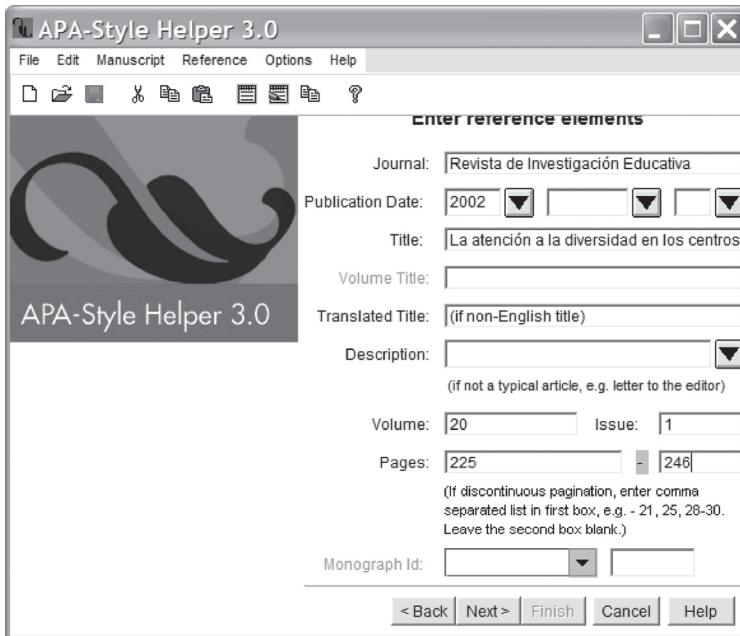 APA-Style Helper 3.0
File Edit Manuscript Reference Options Help
Enter reference elements
Journal: Revista de Investigación Educativa
Publication Date: 2002
Title: La atención a la diversidad en los centros
Volume Title:
APA-Style Helper 3.0
Translated Title: (if non-English title)
Description:
(if not a typical article, e.g. letter to the editor)
Volume: 20 Issue: 1
Pages: 225 - 246
(If discontinuous pagination, enter comma
separated list in first box, e.g. - 21, 25, 28-30.
Leave the second box blank.)
Monograph Id:
< Back Next > Finish Cancel Help